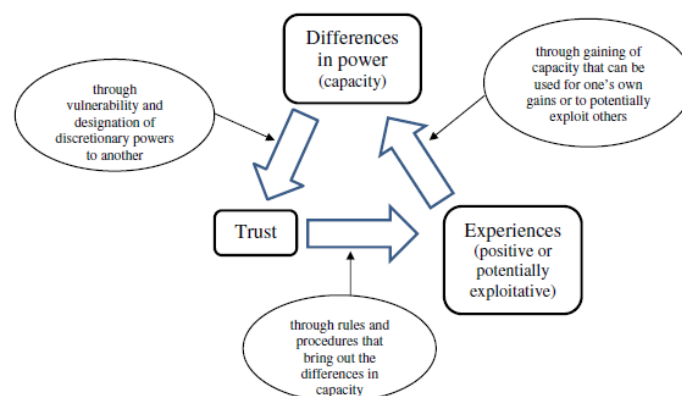 Differences
in power
(capacity)
through gaining of
capacity that can be
used for one's own
gains or to potentially
exploit others
through
vulnerability and
designation of
discretionary powers
to another
Trust
Experiences
(positive or
potentially
exploitative)
through rules and
procedures that
bring out the
differences in
capacity